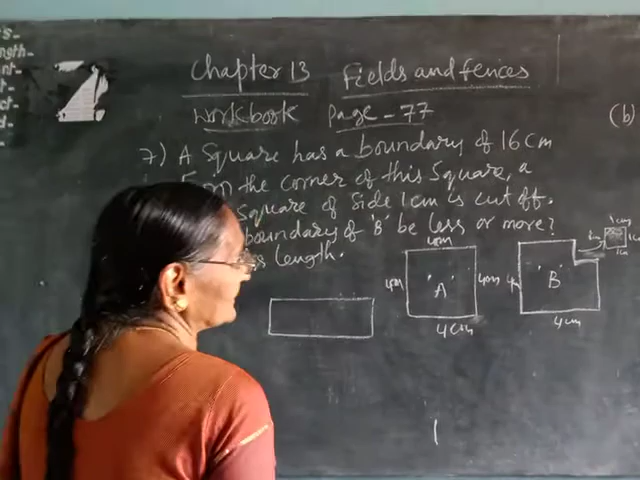 Chapter 13 Fields and fences
Workbook page - 77
7) A Square has a boundary of 16 cm
the corner of this Square, a
Square of Side 1cm is cut off.
boundary of 'B' be less or more?
length.
4cm
4cm
'A'
4cm
4cm
'B'
4cm
1cm
1cm
(b)